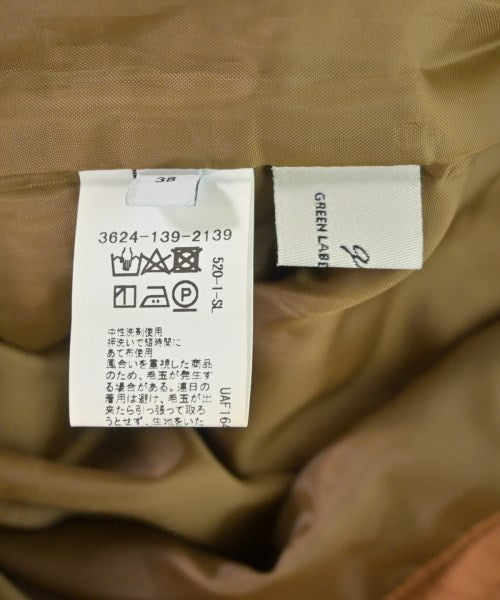 38
3624-139-2139
520-1-SL
中性洗剤使用
押洗いで短時間に
あて布使用
風合いを重視した商品
のため、毛玉が発生す
る場合がある。連日の
着用は避け、毛玉が出
来たら引っ張って取ろ
うとせず、生地をいた
UAF164
GREEN LABE